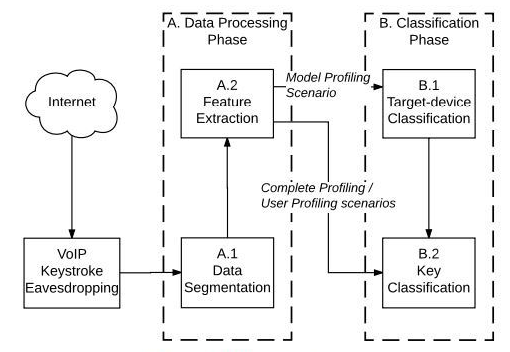 A. Data Processing
Phase
B. Classification
Phase
Internet
A.2
Feature
Extraction
Model Profiling
Scenario
B.1
Target-device
Classification
Complete Profiling /
User Profiling scenarios
VoIP
Keystroke
Eavesdropping
A.1
Data
Segmentation
B.2
Key
Classification